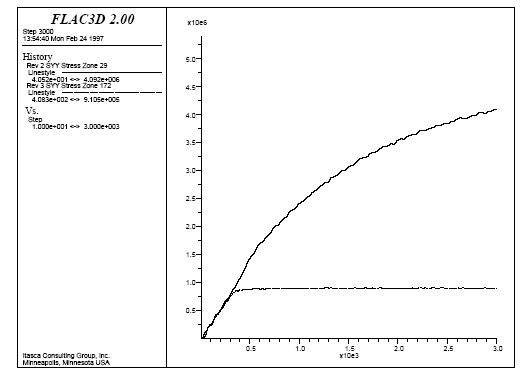 FLAC3D 2.00
Step 3000
13:54:40 Mon Feb 24 1997
History
Rev 2 SYY Stress Zone 29
Linestyle
4.052e+001 <-> 4.092e+006
Rev 3 SYY Stress Zone 172
Linestyle
4.083e+002 <-> 9.105e+005
Vs.
Step
1.000e+001 <-> 3.000e+003
Itasca Consulting Group, Inc.
Minneapolis, Minnesota USA
x10e6
5.0
4.5
4.0
3.5
3.0
2.5
2.0
1.5
1.0
0.5
0.5 1.0 1.5 2.0 2.5 3.0
x10e3